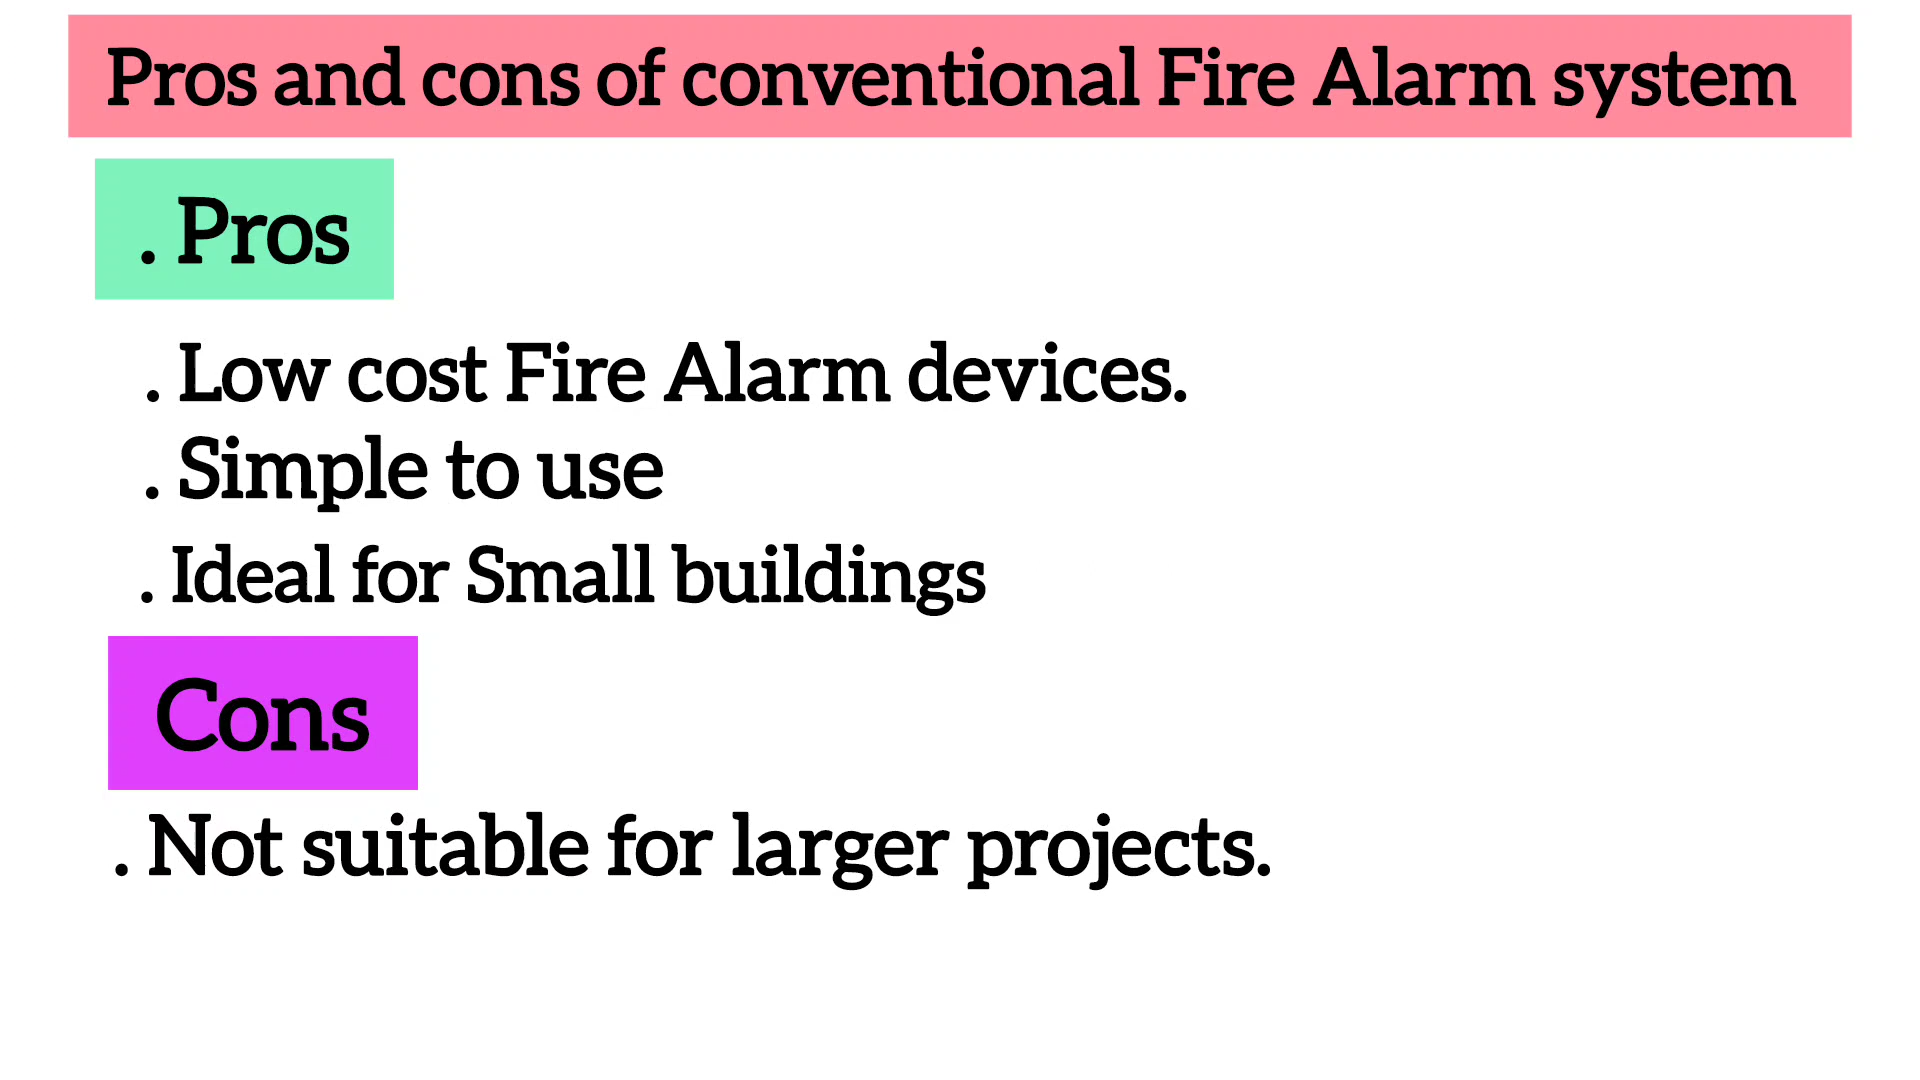 Pros and cons of conventional Fire Alarm system
. Pros
. Low cost Fire Alarm devices.
. Simple to use
. Ideal for Small buildings
Cons
. Not suitable for larger projects.